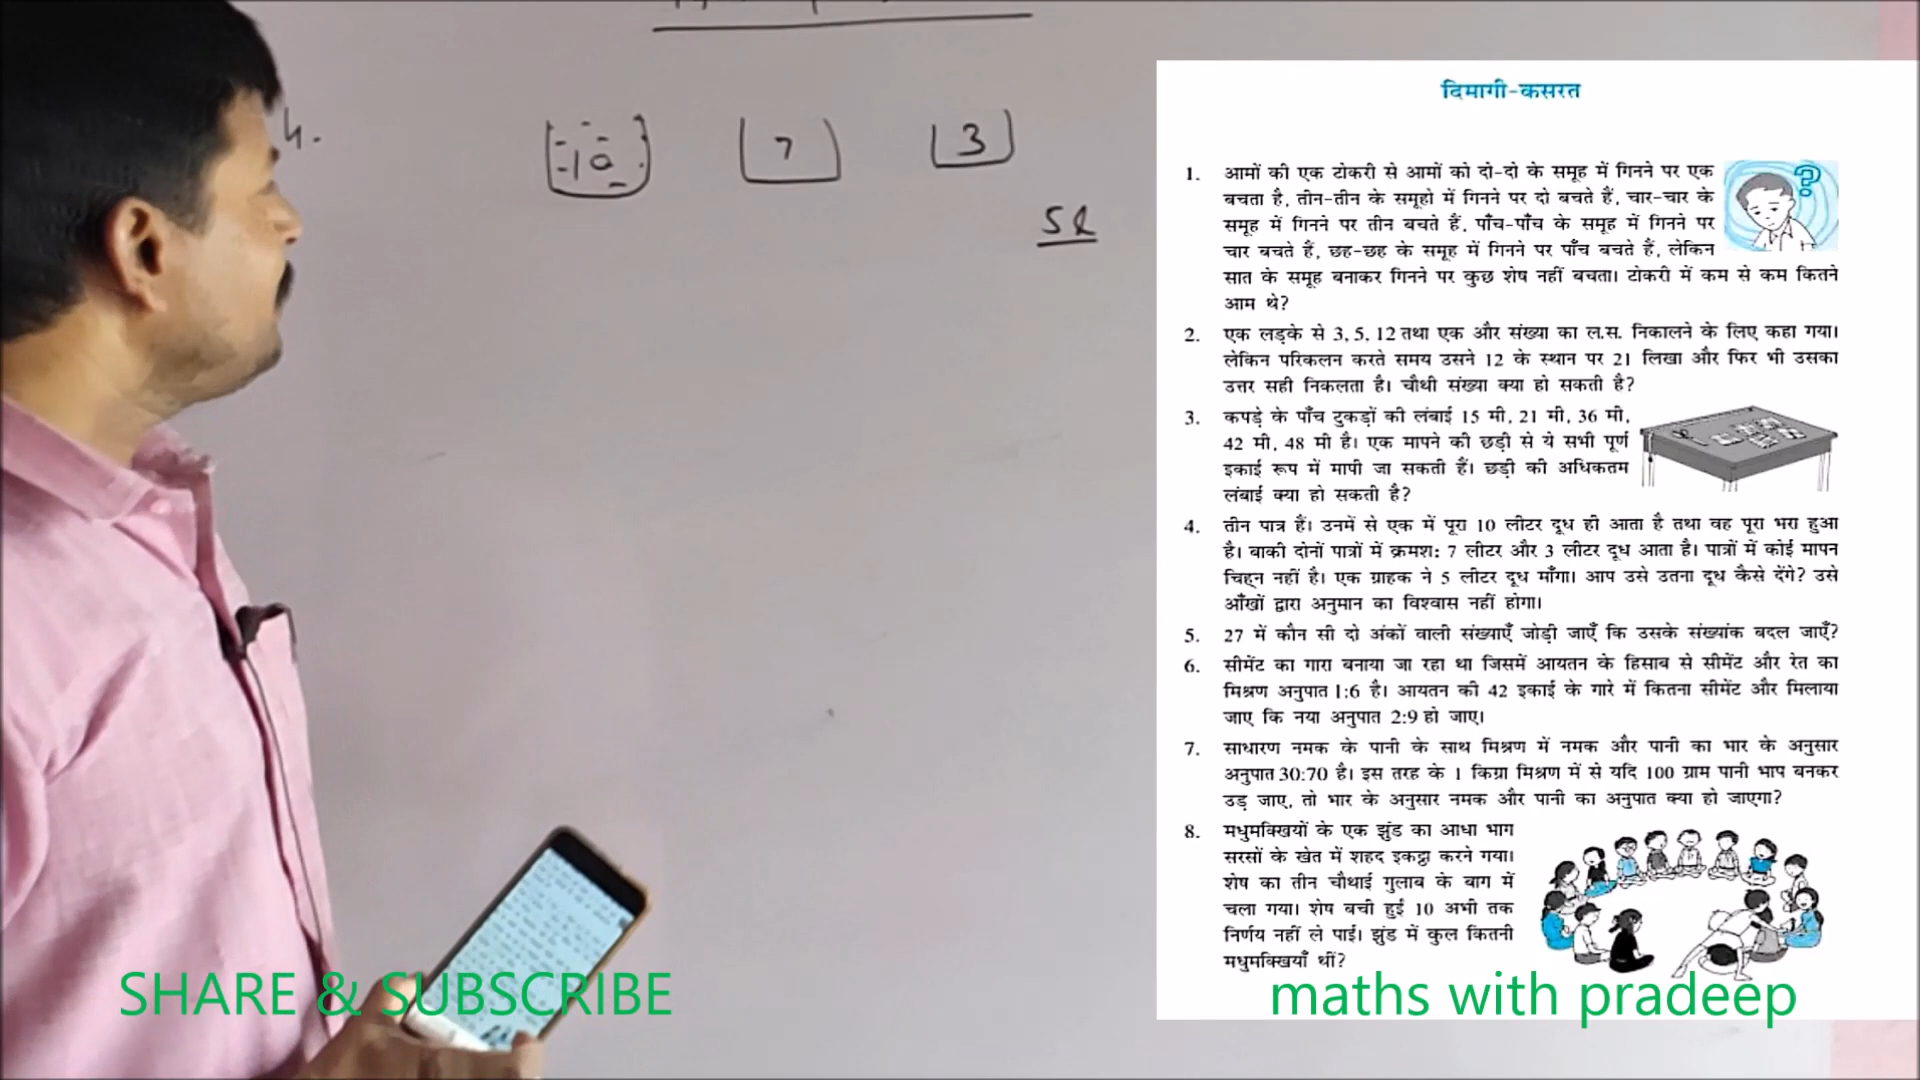 4.
10
7
3
5 l
दिमागी-कसरत
1. आमों की एक टोकरी से आमों को दो-दो के समूह में गिनने पर एक
बचता है, तीन-तीन के समूहो में गिनने पर दो बचते हैं, चार-चार के
समूह में गिनने पर तीन बचते हैं, पाँच-पाँच के समूह में गिनने पर
चार बचते हैं, छह-छह के समूह में गिनने पर पाँच बचते हैं, लेकिन
सात के समूह बनाकर गिनने पर कुछ शेष नहीं बचता। टोकरी में कम से कम कितने
आम थे?
2. एक लड़के से 3, 5, 12 तथा एक और संख्या का ल.स. निकालने के लिए कहा गया।
लेकिन परिकलन करते समय उसने 12 के स्थान पर 21 लिखा और फिर भी उसका
उत्तर सही निकलता है। चौथी संख्या क्या हो सकती है?
3. कपड़े के पाँच टुकड़ों की लंबाई 15 मी, 21 मी, 36 मी,
42 मी, 48 मी है। एक मापने की छड़ी से ये सभी पूर्ण
इकाई रूप में मापी जा सकती हैं। छड़ी की अधिकतम
लंबाई क्या हो सकती है?
4. तीन पात्र हैं। उनमें से एक में पूरा 10 लीटर दूध ही आता है तथा वह पूरा भरा हुआ
है। बाकी दोनों पात्रों में क्रमश: 7 लीटर और 3 लीटर दूध आता है। पात्रों में कोई मापन
चिह्न नहीं है। एक ग्राहक ने 5 लीटर दूध माँगा। आप उसे उतना दूध कैसे देंगे? उसे
आँखों द्वारा अनुमान का विश्वास नहीं होगा।
5. 27 में कौन सी दो अंकों वाली संख्याएँ जोड़ी जाएँ कि उसके संख्यांक बदल जाएँ?
6. सीमेंट का गारा बनाया जा रहा था जिसमें आयतन के हिसाब से सीमेंट और रेत का
मिश्रण अनुपात 1:6 है। आयतन की 42 इकाई के गारे में कितना सीमेंट और मिलाया
जाए कि नया अनुपात 2:9 हो जाए।
7. साधारण नमक के पानी के साथ मिश्रण में नमक और पानी का भार के अनुसार
अनुपात 30:70 है। इस तरह के 1 किग्रा मिश्रण में से यदि 100 ग्राम पानी भाप बनकर
उड़ जाए, तो भार के अनुसार नमक और पानी का अनुपात क्या हो जाएगा?
8. मधुमक्खियों के एक झुंड का आधा भाग
सरसों के खेत में शहद इकट्ठा करने गया।
शेष का तीन चौथाई गुलाब के बाग में
चला गया। शेष बची हुई 10 अभी तक
निर्णय नहीं ले पाई। झुंड में कुल कितनी
मधुमक्खियाँ थीं?
SHARE & SUBSCRIBE
maths with pradeep